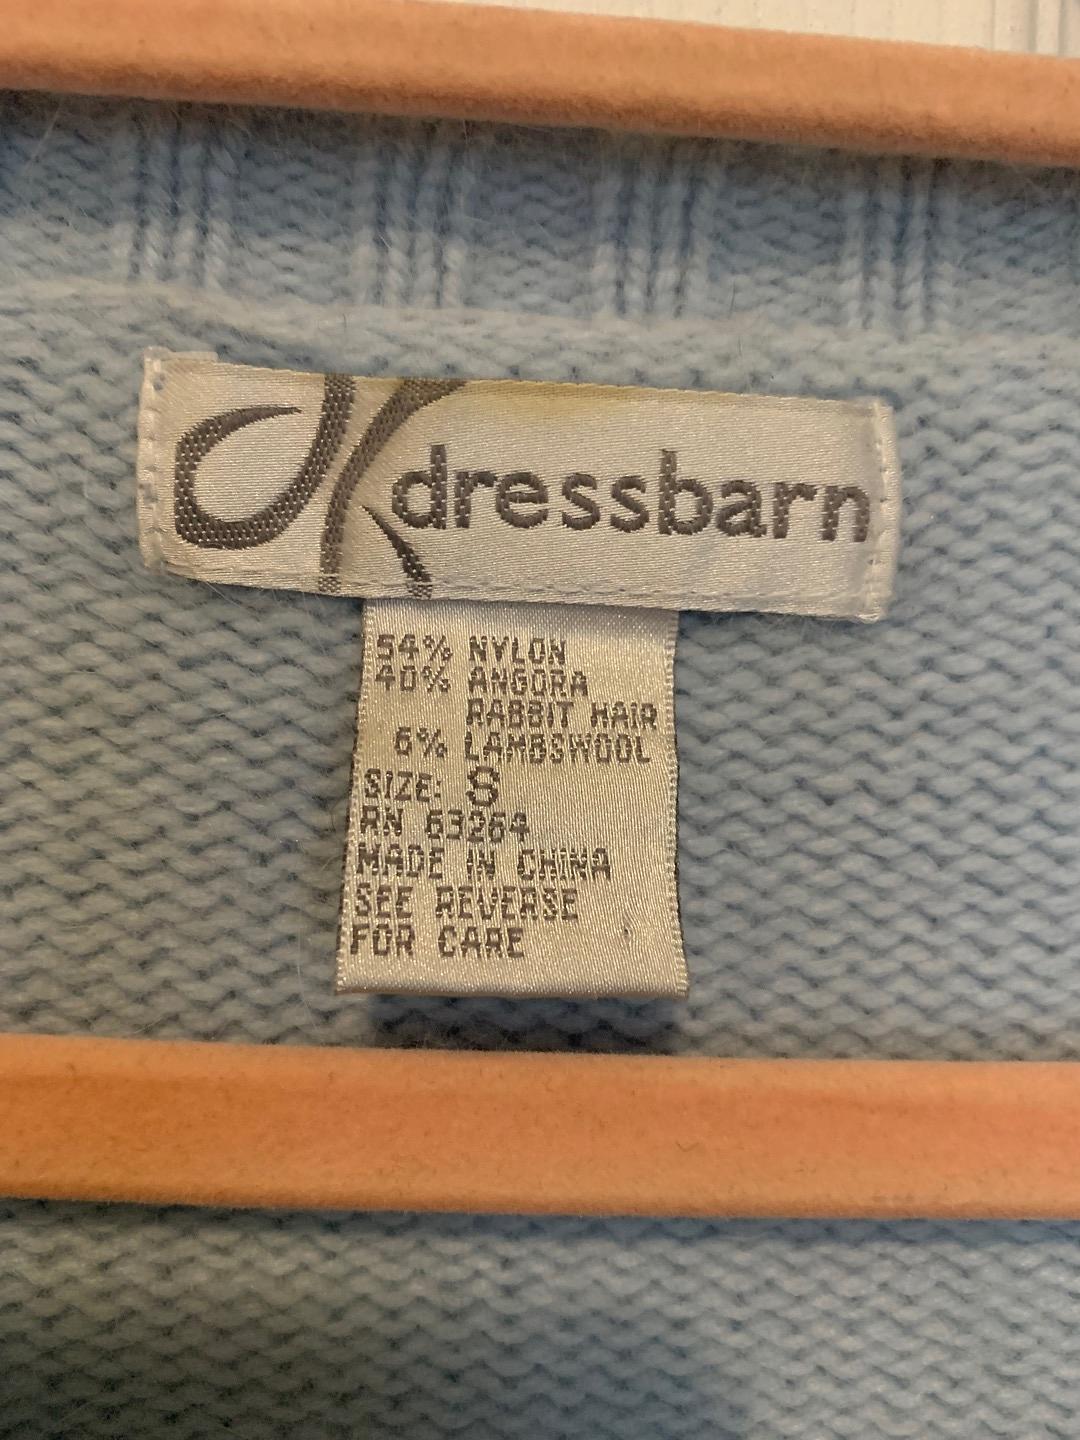 dressbarn
54% NYLON
40% ANGORA
RABBIT HAIR
6% LAMBSWOOL
SIZE: S
RN 63264
MADE IN CHINA
SEE REVERSE
FOR CARE